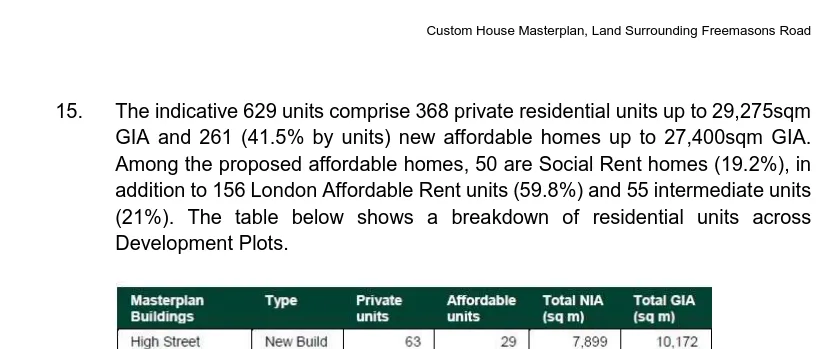 Custom House Masterplan, Land Surrounding Freemasons Road
15. The indicative 629 units comprise 368 private residential units up to 29,275sqm
GIA and 261 (41.5% by units) new affordable homes up to 27,400sqm GIA.
Among the proposed affordable homes, 50 are Social Rent homes (19.2%), in
addition to 156 London Affordable Rent units (59.8%) and 55 intermediate units
(21%). The table below shows a breakdown of residential units across
Development Plots.
Masterplan Buildings Type Private units Affordable units Total NIA (sq m) Total GIA (sq m)
High Street New Build 63 29 7,899 10,172